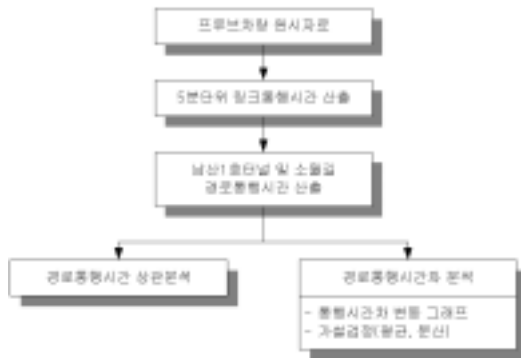 프루브차량 원시자료
5분단위 링크통행시간 산출
남산1호터널 및 소월길
경로통행시간 산출
경로통행시간 상관분석
경로통행시간차 분석
- 통행시간차 변동 그래프
- 가설검정(평균, 분산)